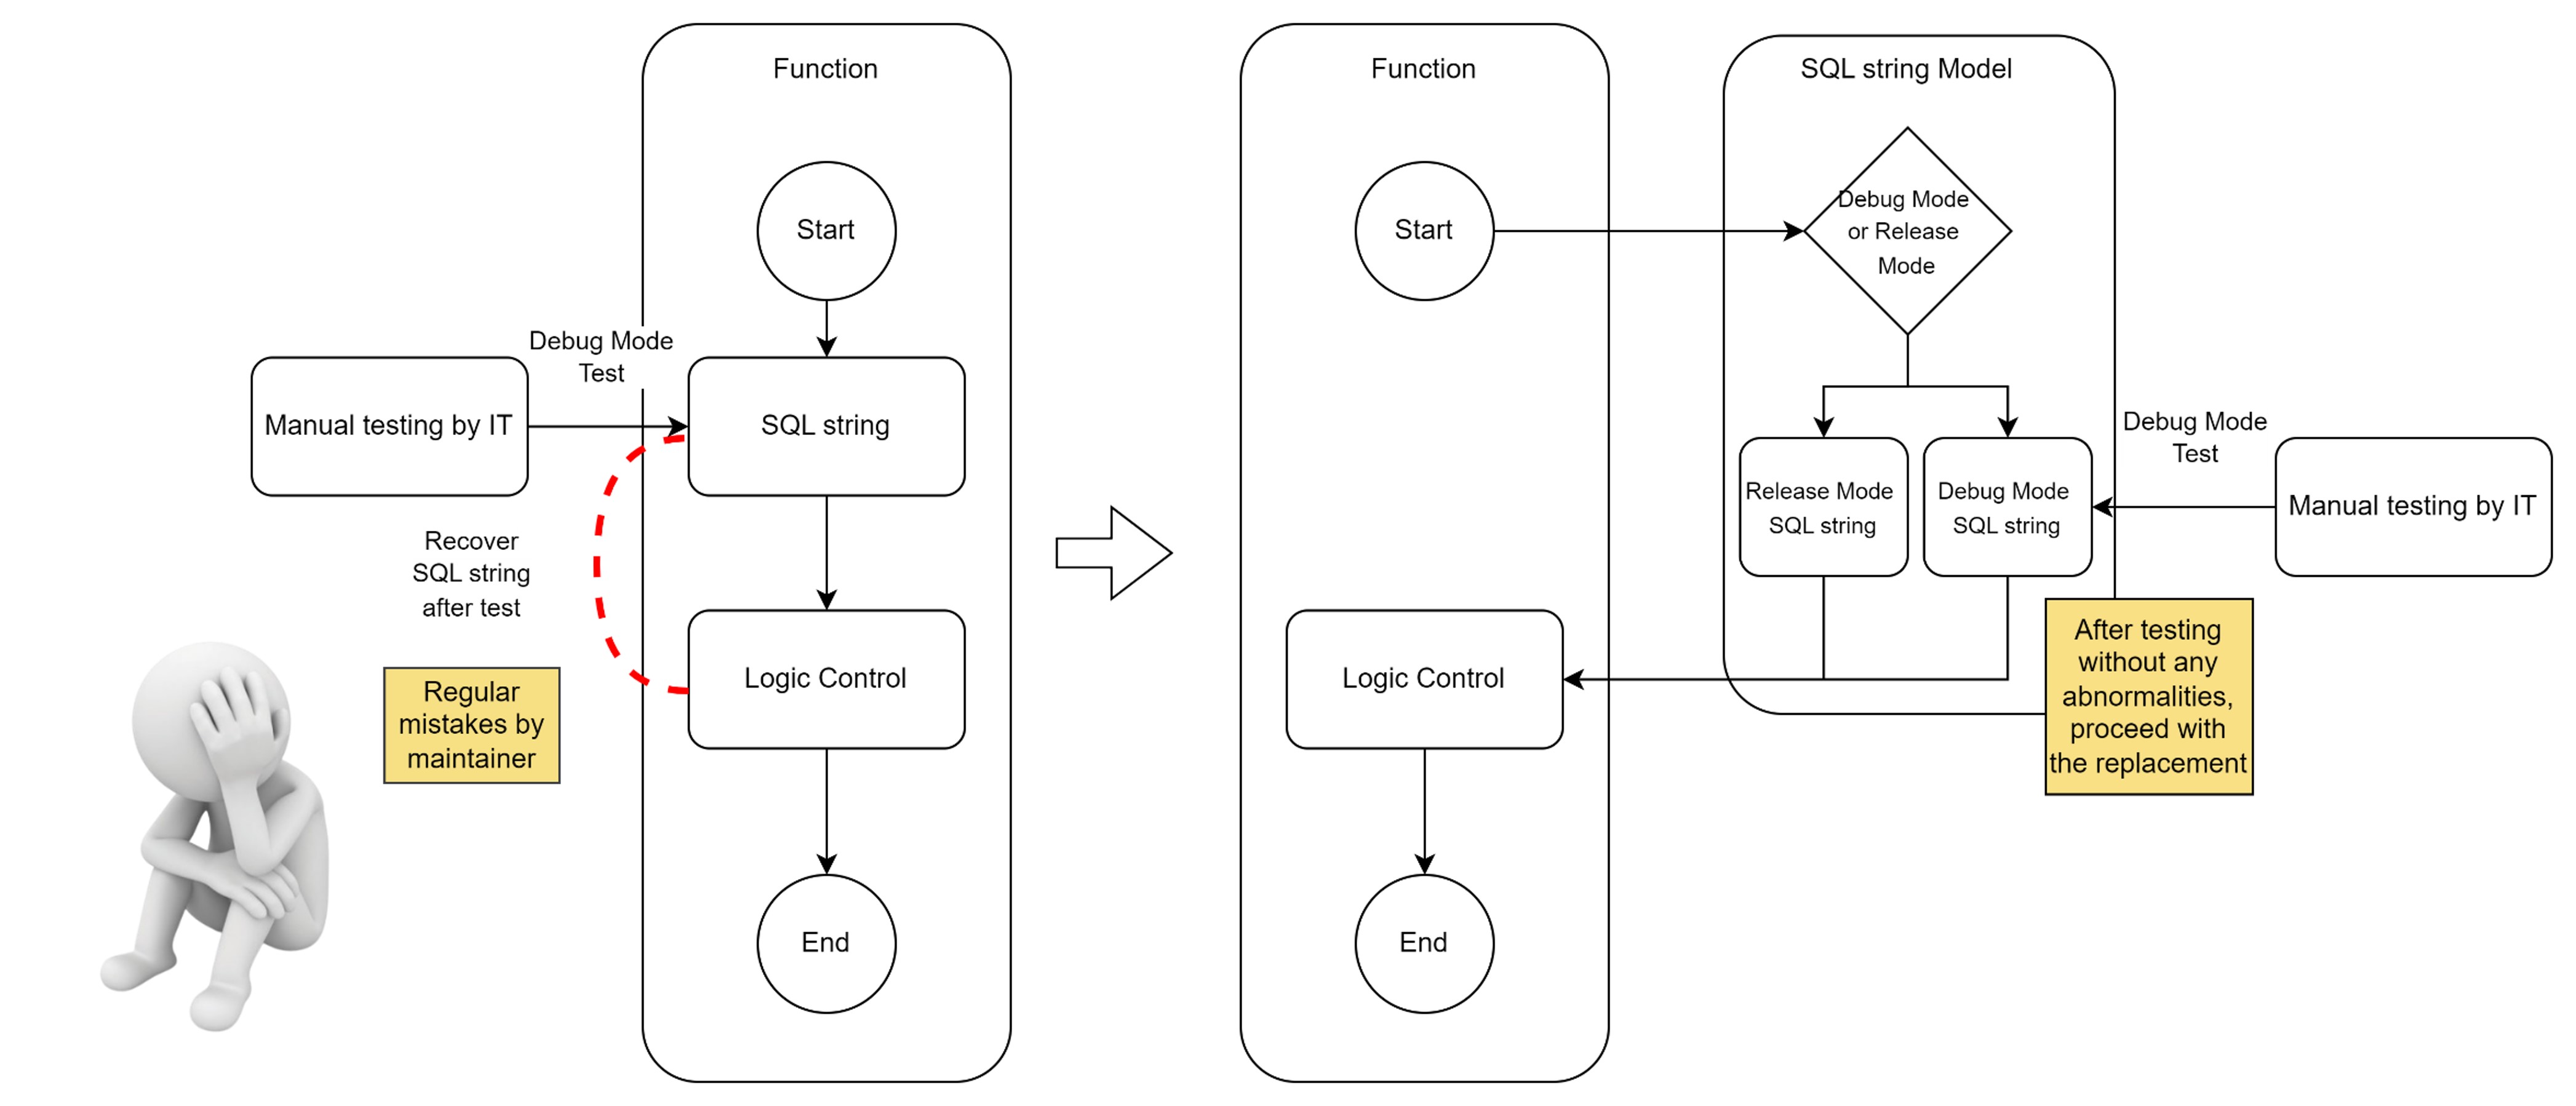 Function
Start
Debug Mode
Test
Manual testing by IT
SQL string
Recover
SQL string
after test
Regular
mistakes by
maintainer
Logic Control
End
Function
Start
Logic Control
End
SQL string Model
Debug Mode
or Release
Mode
Release Mode
SQL string
Debug Mode
SQL string
Debug Mode
Test
Manual testing by IT
After testing
without any
abnormalities,
proceed with
the replacement